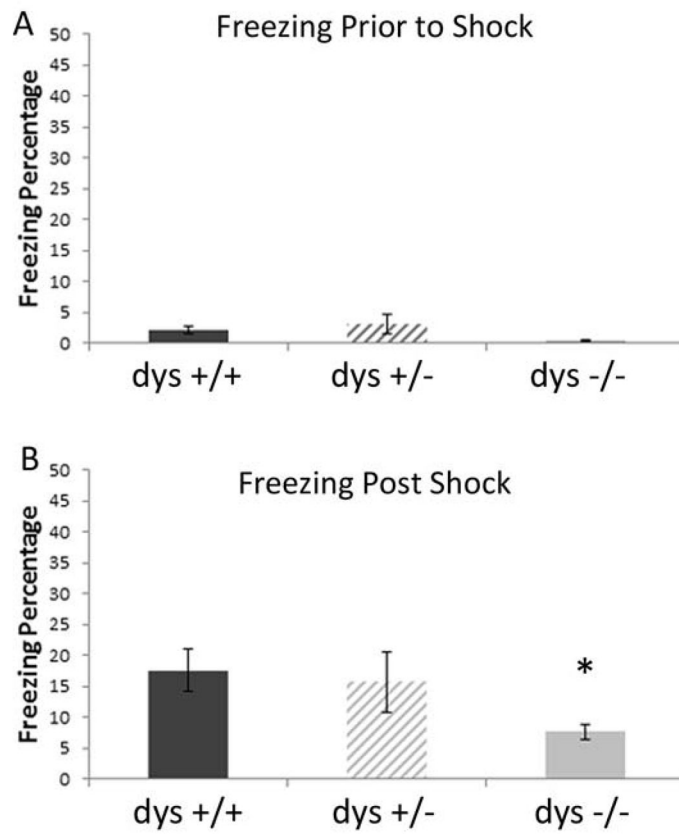 A
Freezing Prior to Shock
Freezing Percentage
50
45
40
35
30
25
20
15
10
5
0
dys +/+ dys +/- dys -/-
B
Freezing Post Shock
Freezing Percentage
50
45
40
35
30
25
20
15
10
5
0
*
dys +/+ dys +/- dys -/-